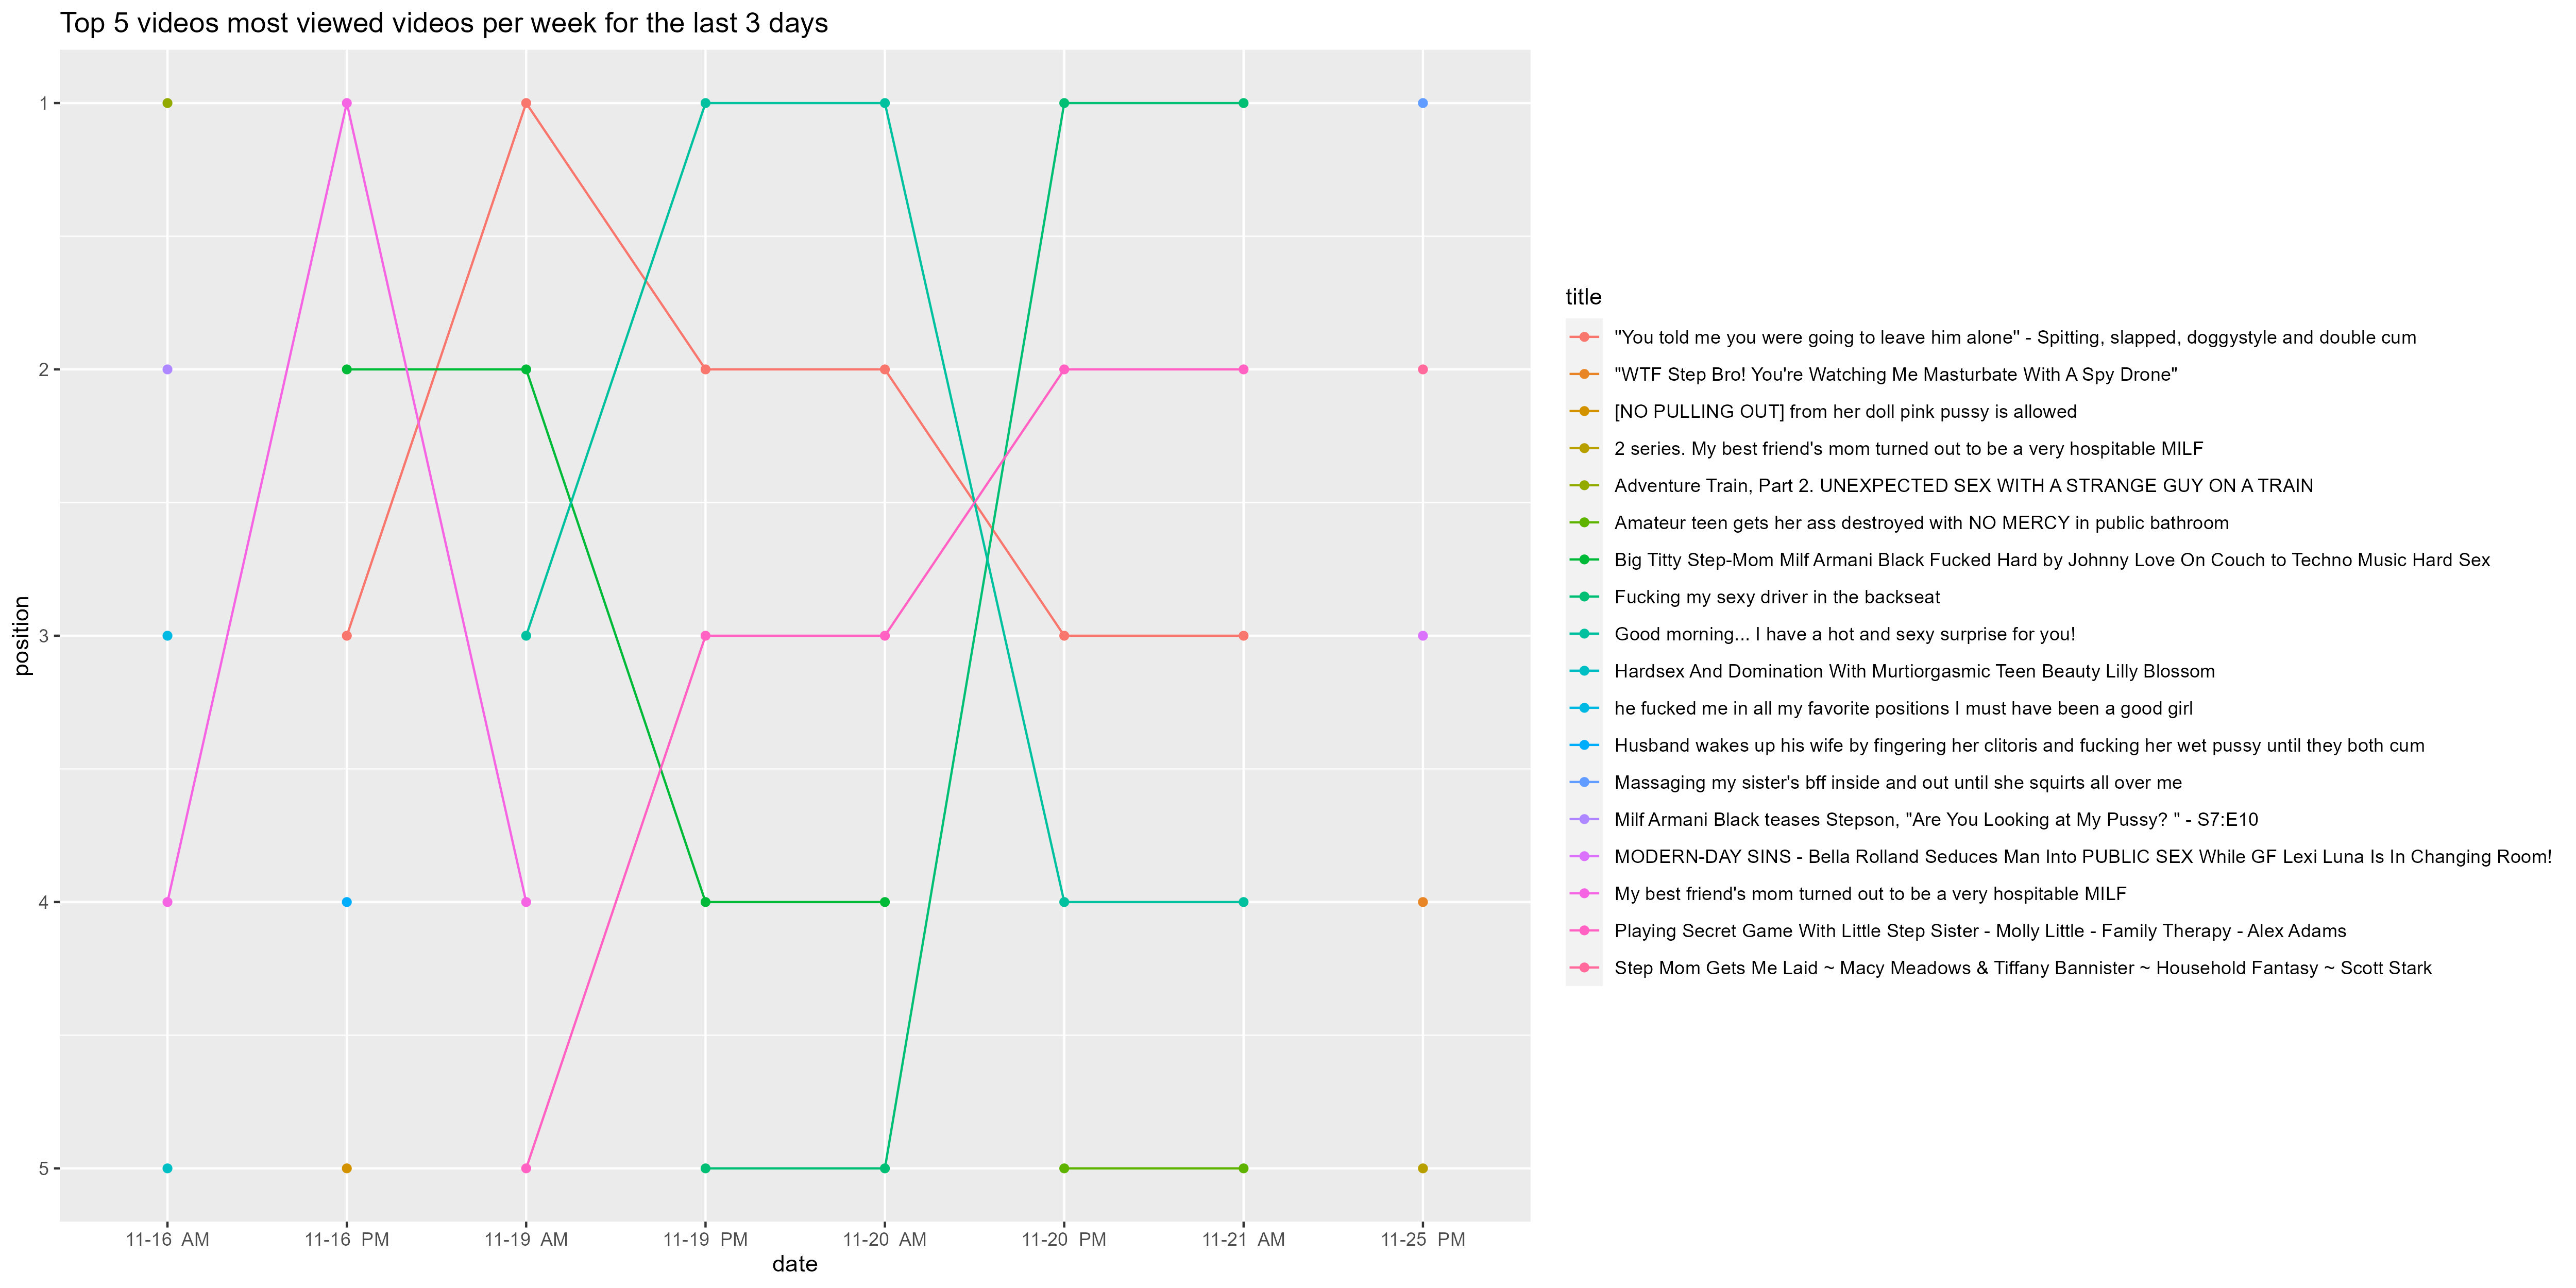 Top 5 videos most viewed videos per week for the last 3 days
position
1
2
3
4
5
11-16 AM
11-16 PM
11-19 AM
11-19 PM
11-20 AM
11-20 PM
11-21 AM
11-25 PM
date
title
"You told me you were going to leave him alone" - Spitting, slapped, doggystyle and double cum
"WTF Step Bro! You're Watching Me Masturbate With A Spy Drone"
[NO PULLING OUT] from her doll pink pussy is allowed
2 series. My best friend's mom turned out to be a very hospitable MILF
Adventure Train, Part 2. UNEXPECTED SEX WITH A STRANGE GUY ON A TRAIN
Amateur teen gets her ass destroyed with NO MERCY in public bathroom
Big Titty Step-Mom Milf Armani Black Fucked Hard by Johnny Love On Couch to Techno Music Hard Sex
Fucking my sexy driver in the backseat
Good morning... I have a hot and sexy surprise for you!
Hardsex And Domination With Murtiorgasmic Teen Beauty Lilly Blossom
he fucked me in all my favorite positions I must have been a good girl
Husband wakes up his wife by fingering her clitoris and fucking her wet pussy until they both cum
Massaging my sister's bff inside and out until she squirts all over me
Milf Armani Black teases Stepson, "Are You Looking at My Pussy? " - S7:E10
MODERN-DAY SINS - Bella Rolland Seduces Man Into PUBLIC SEX While GF Lexi Luna Is In Changing Room!
My best friend's mom turned out to be a very hospitable MILF
Playing Secret Game With Little Step Sister - Molly Little - Family Therapy - Alex Adams
Step Mom Gets Me Laid ~ Macy Meadows & Tiffany Bannister ~ Household Fantasy ~ Scott Stark